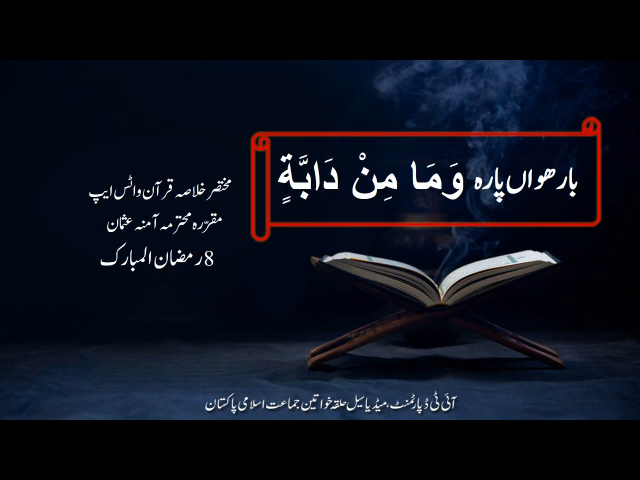 بارھواں پارہ وَمَا مِنْ دَابَّةٍ
مختصر خلاصہ قرآن واٹس ایپ
مقررہ محترمہ آمنہ عثمان
8 رمضان المبارک
آئی ٹی ڈپارٹمنٹ، میڈیا سیل حلقہ خواتین جماعت اسلامی پاکستان